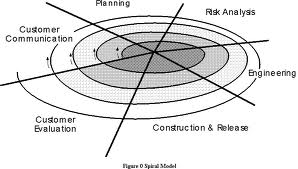 Planning
Risk Analysis
Customer
Communication
Engineering
Customer
Evaluation
Construction & Release
Figure 0 Spiral Model